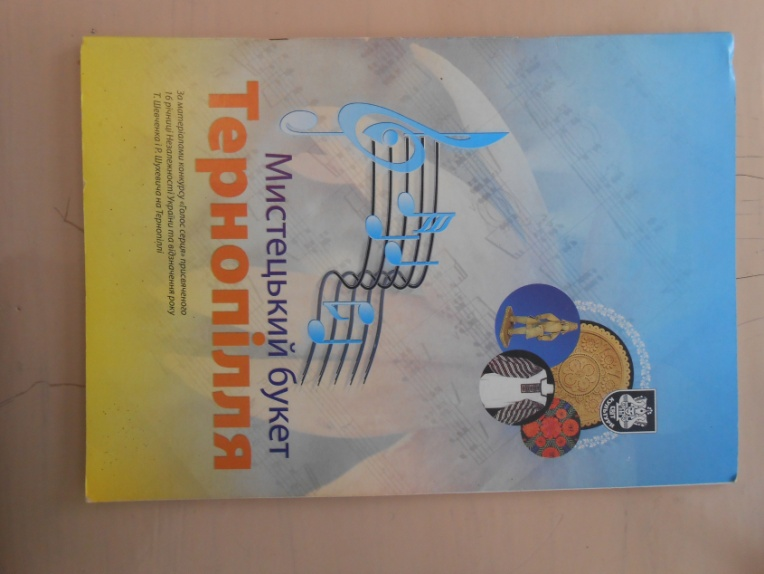 Мистецький букет
Тернопілля
За матеріалами конкурсу «Голос серця» присвяченого
16 річниці Незалежності України та відзначення року
Т. Шевченка і Р. Шухевича на Тернопіллі